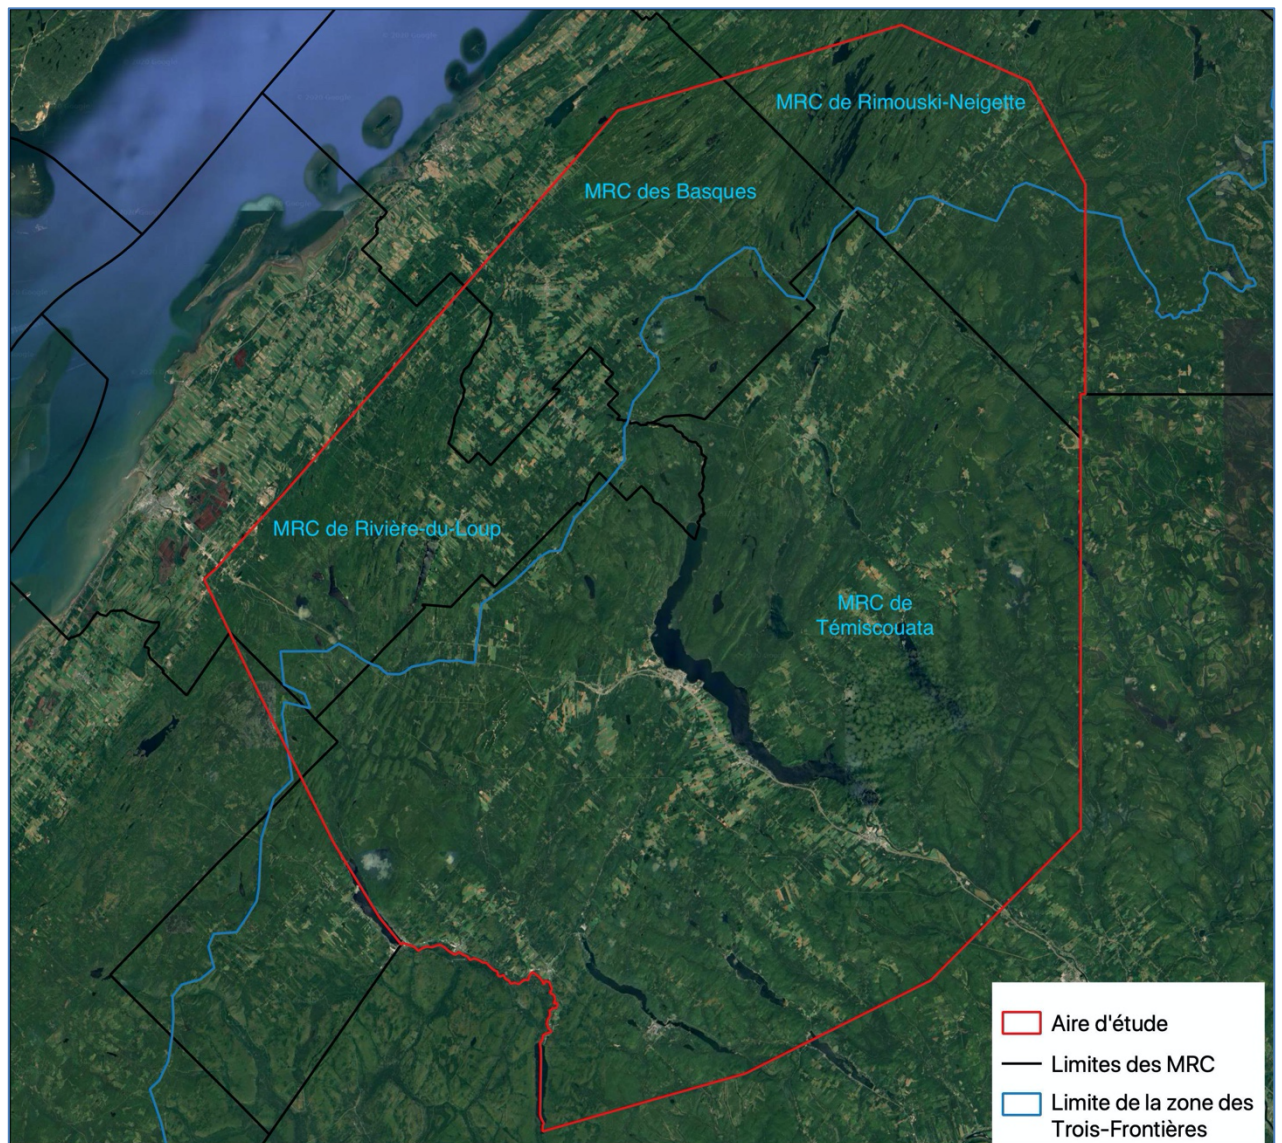 MRC de Rimouski-Neigette
MRC des Basques
MRC de Rivière-du-Loup
MRC de
Témiscouata
Aire d'étude
Limites des MRC
Limite de la zone des
Trois-Frontières